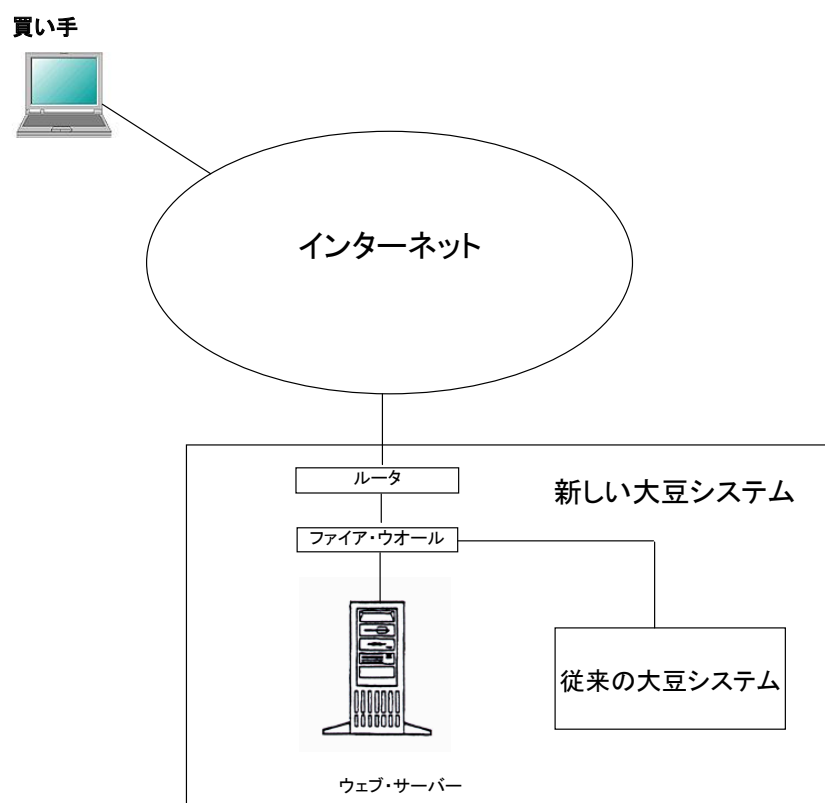 買い手
インターネット
ルータ
新しい大豆システム
ファイア・ウオール
従来の大豆システム
ウェブ・サーバー